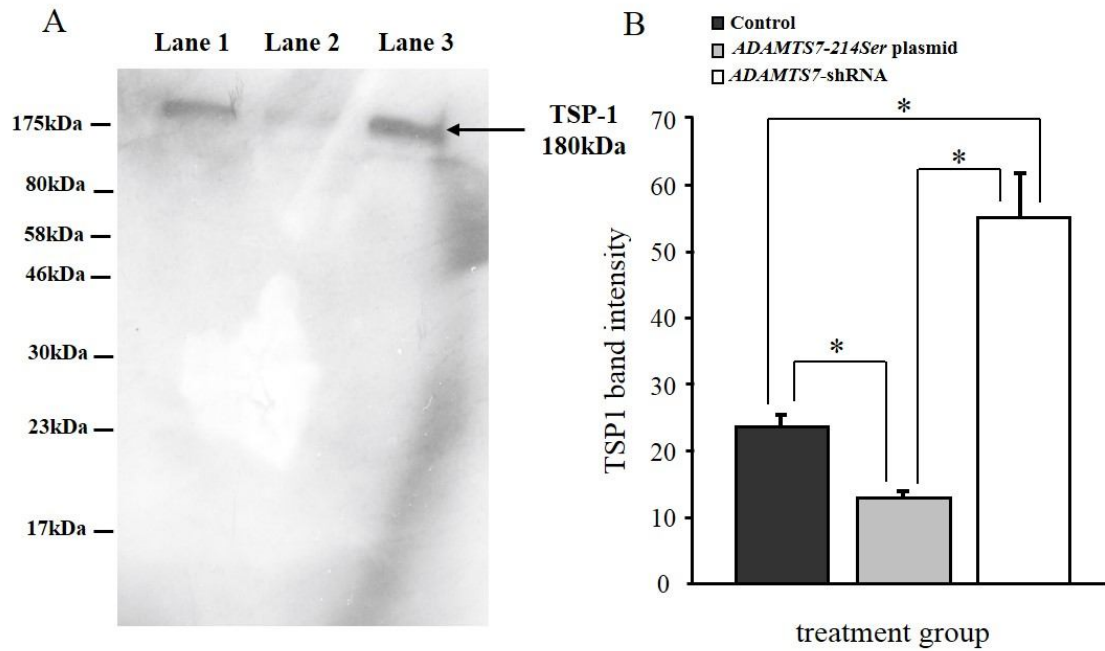 A
Lane 1 Lane 2 Lane 3
175kDa
80kDa
58kDa
46kDa
30kDa
23kDa
17kDa
TSP-1
180kDa
B
Control
ADAMTS7-214Ser plasmid
ADAMTS7-shRNA
70
60
50
40
30
20
10
0
TSP1 band intensity
*
*
*
treatment group